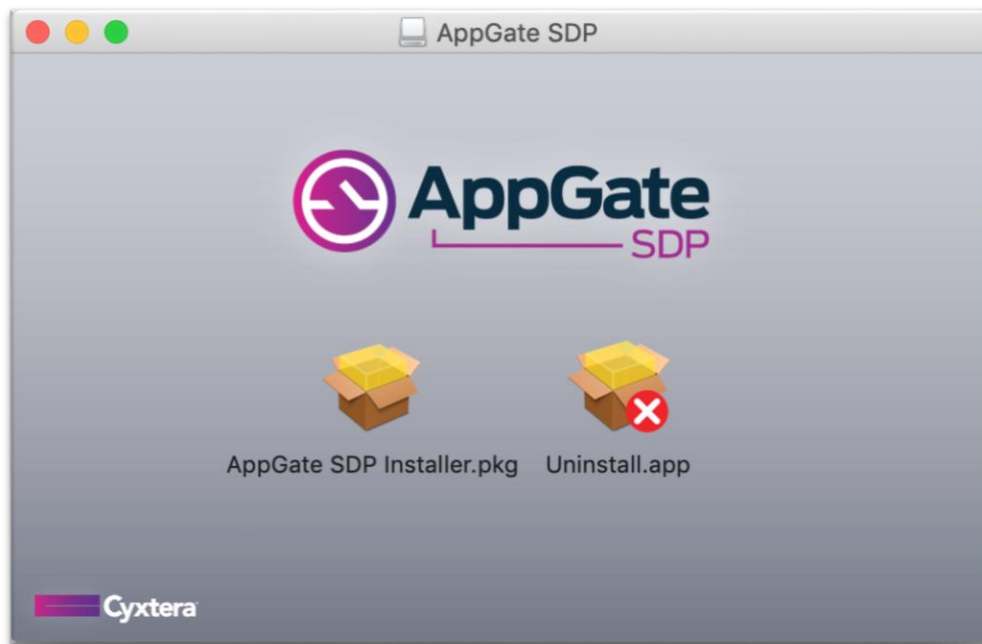 AppGate SDP
AppGate
SDP
AppGate SDP Installer.pkg Uninstall.app
Cyxtera